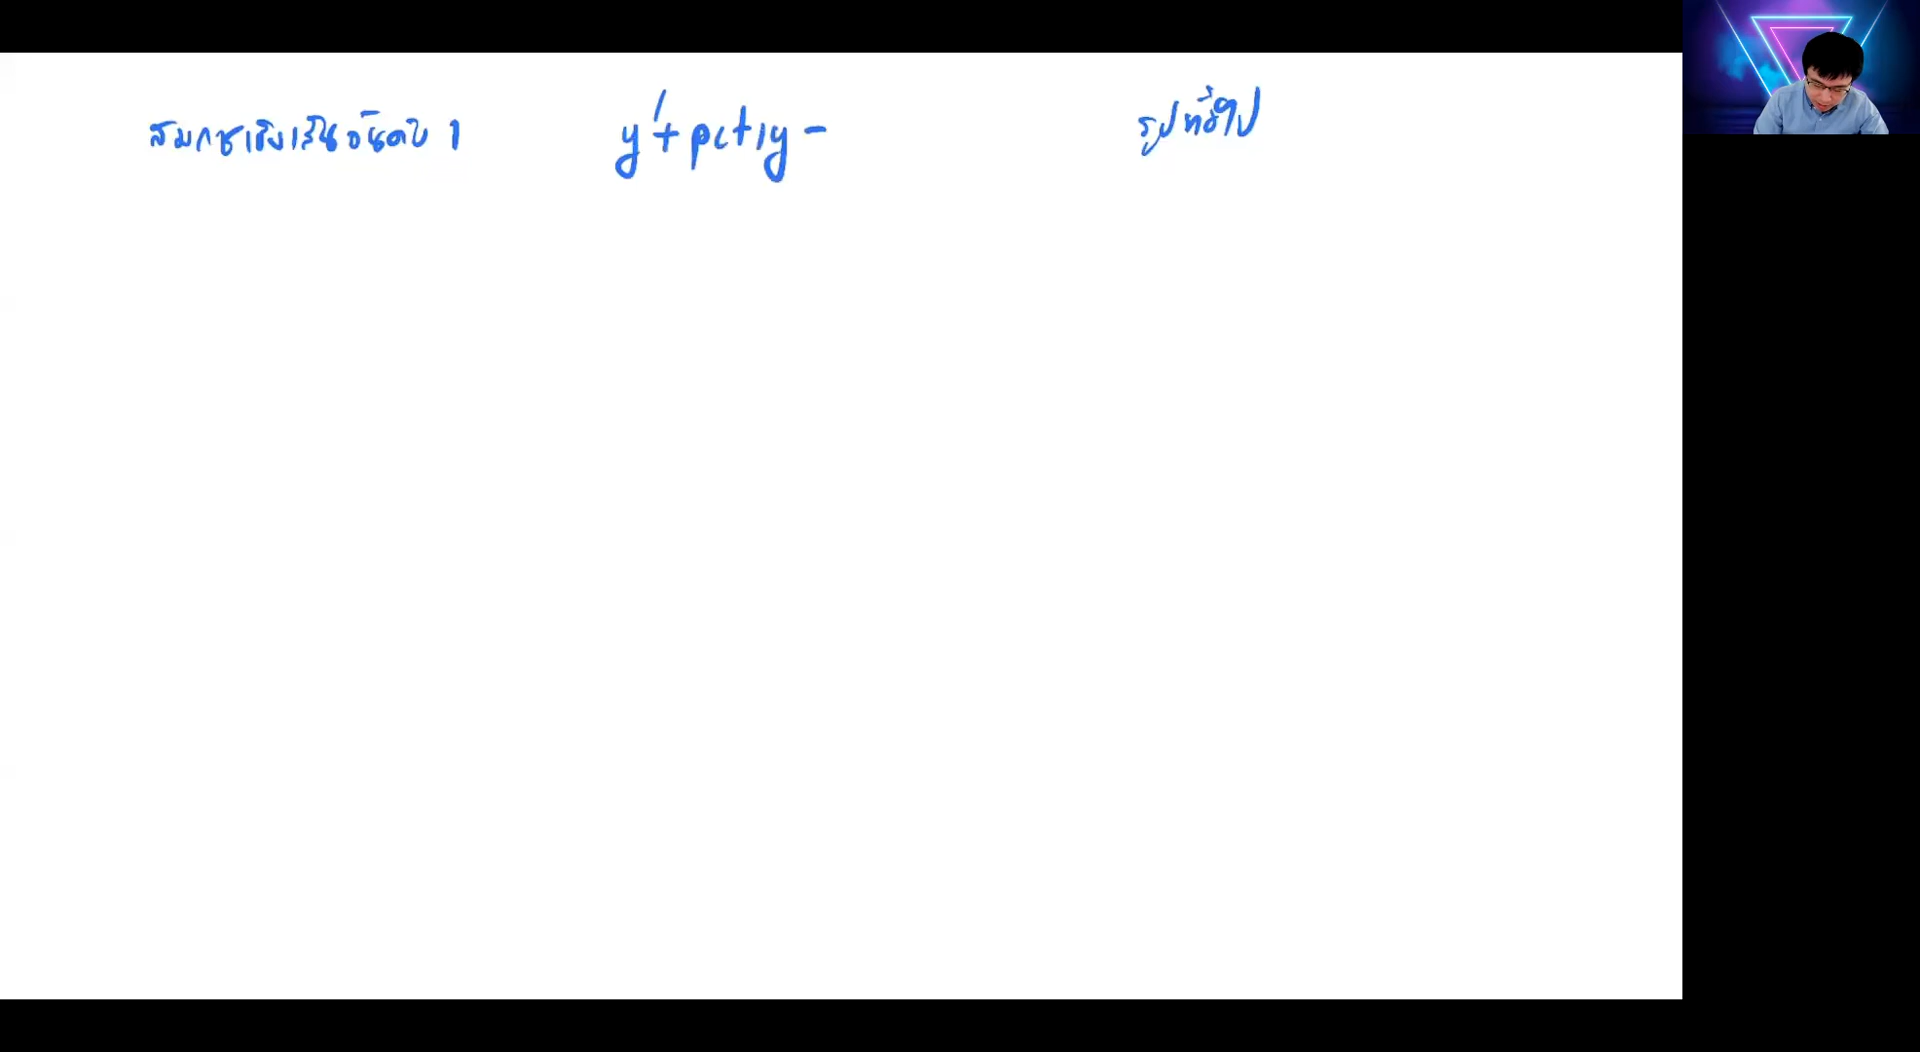 สมการเชิงเส้นอันดับ 1 y' + p(t)y = รูปทั่วไป